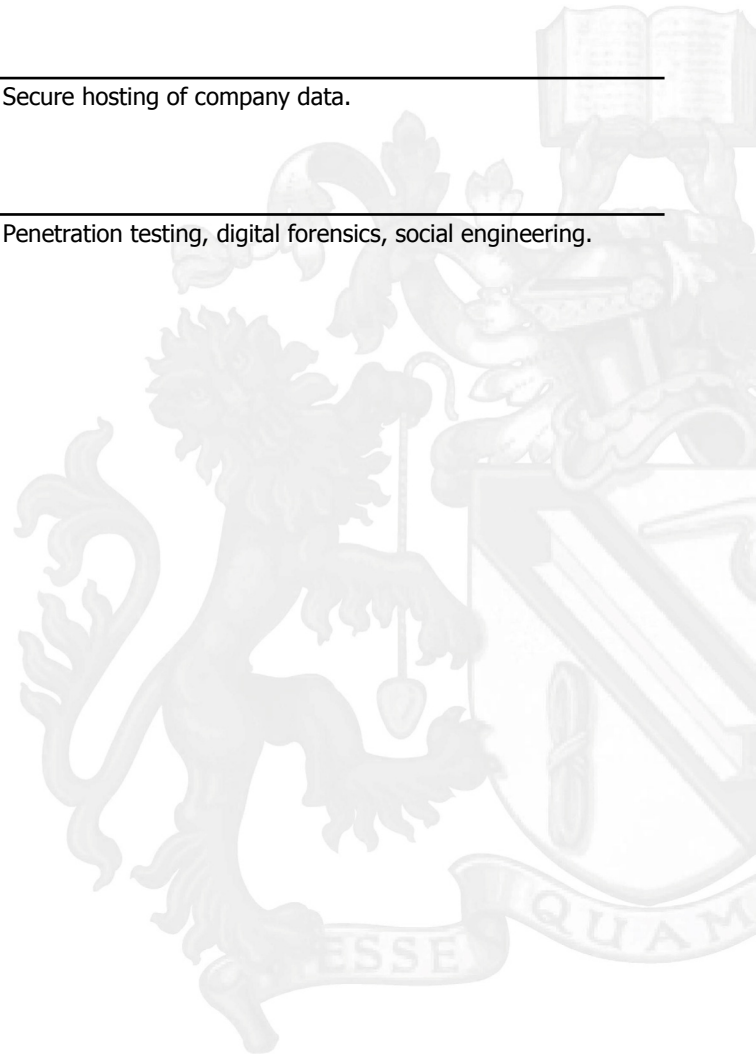 Secure hosting of company data.
Penetration testing, digital forensics, social engineering.
ESSE
QUAM